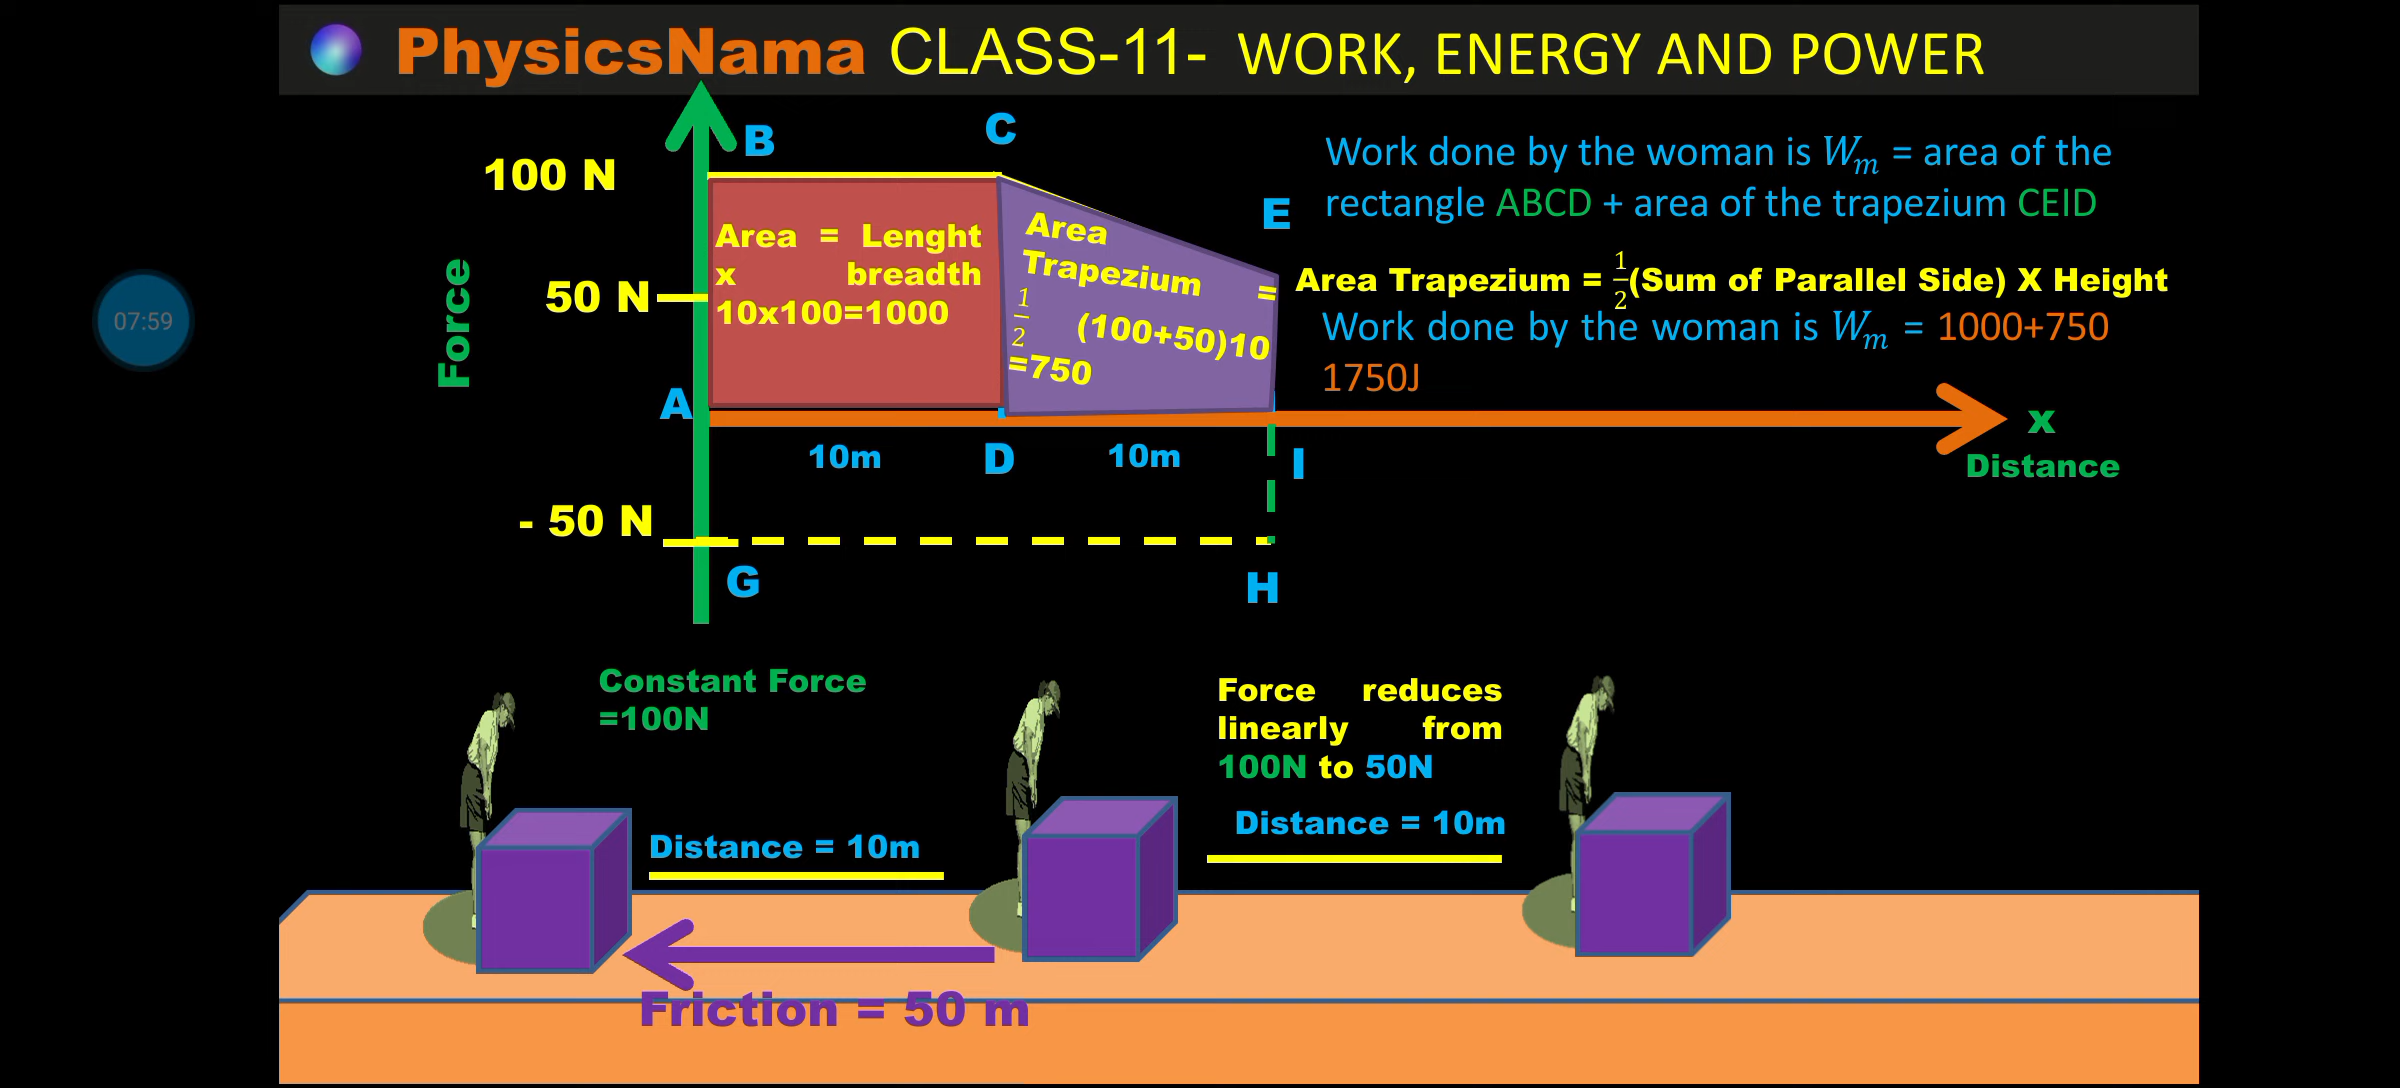 PhysicsNama CLASS-11- WORK, ENERGY AND POWER
B
C
100 N
Work done by the woman is Wₘ = area of the
rectangle ABCD + area of the trapezium CEID
E
Area = Lenght
x breadth
10x100=1000
Area
Trapezium =
1/2 (100+50)10
=750
Area Trapezium = 1/2(Sum of Parallel Side) X Height
50 N
Force
07:59
Work done by the woman is Wₘ = 1000+750
1750J
A
x
Distance
10m
D
10m
I
- 50 N
G
H
Constant Force
=100N
Force reduces
linearly from
100N to 50N
Distance = 10m
Distance = 10m
Friction = 50 m